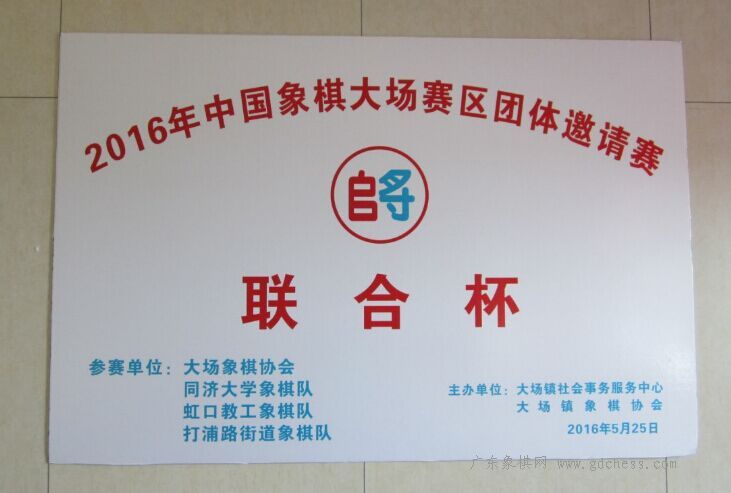 2016年中国象棋大场赛区团体邀请赛
联合杯
参赛单位：大场象棋协会
同济大学象棋队
虹口教工象棋队
打浦路街道象棋队
主办单位：大场镇社会事务服务中心
大场镇象棋协会
2016年5月25日
广东象棋网 www.gdchess.com